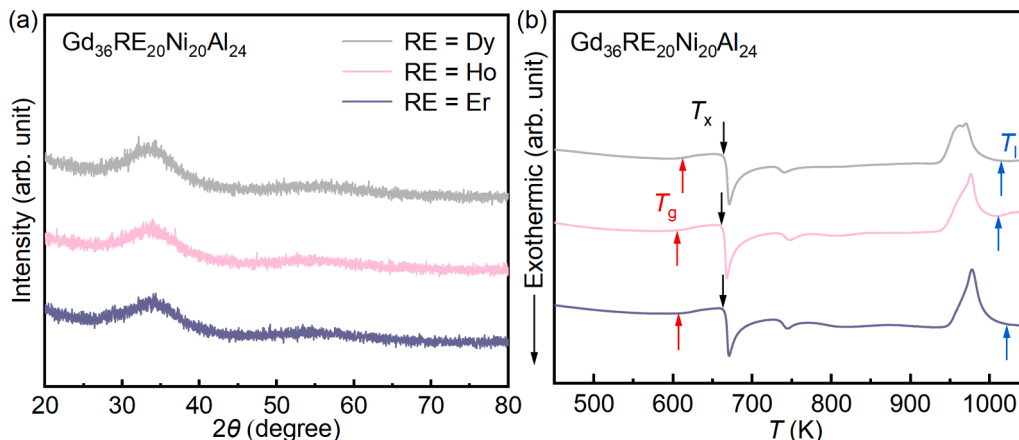 (a)
Gd36RE20Ni20Al24
RE = Dy
RE = Ho
RE = Er
Intensity (arb. unit)
20 30 40 50 60 70 80
2θ (degree)
(b)
Gd36RE20Ni20Al24
Tx
Tg
Tl
Exothermic (arb. unit)
500 600 700 800 900 1000
T (K)